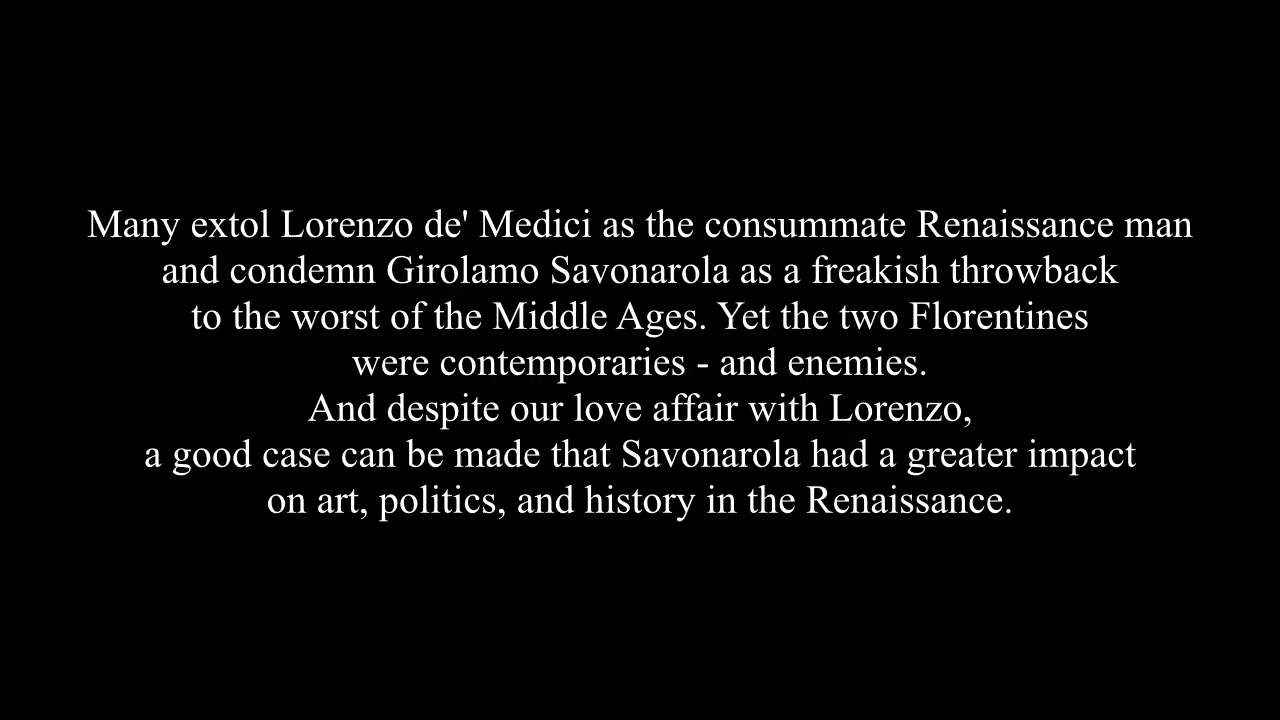 Many extol Lorenzo de' Medici as the consummate Renaissance man
and condemn Girolamo Savonarola as a freakish throwback
to the worst of the Middle Ages. Yet the two Florentines
were contemporaries - and enemies.
And despite our love affair with Lorenzo,
a good case can be made that Savonarola had a greater impact
on art, politics, and history in the Renaissance.